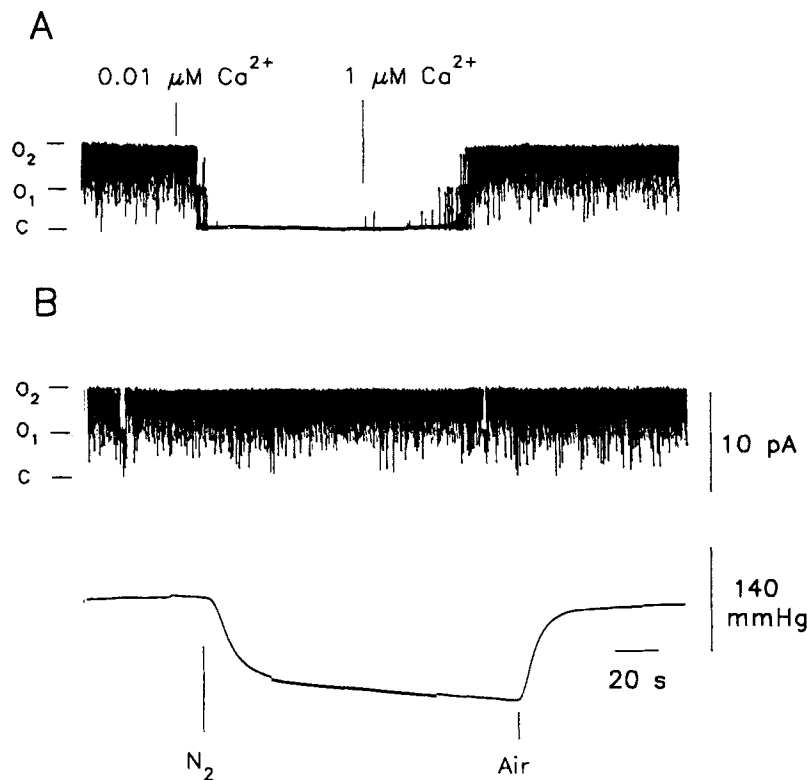 A
0.01 μM Ca²⁺ 1 μM Ca²⁺
O₂
O₁
C
B
O₂
O₁
C
10 pA
140
mmHg
20 s
N₂ Air